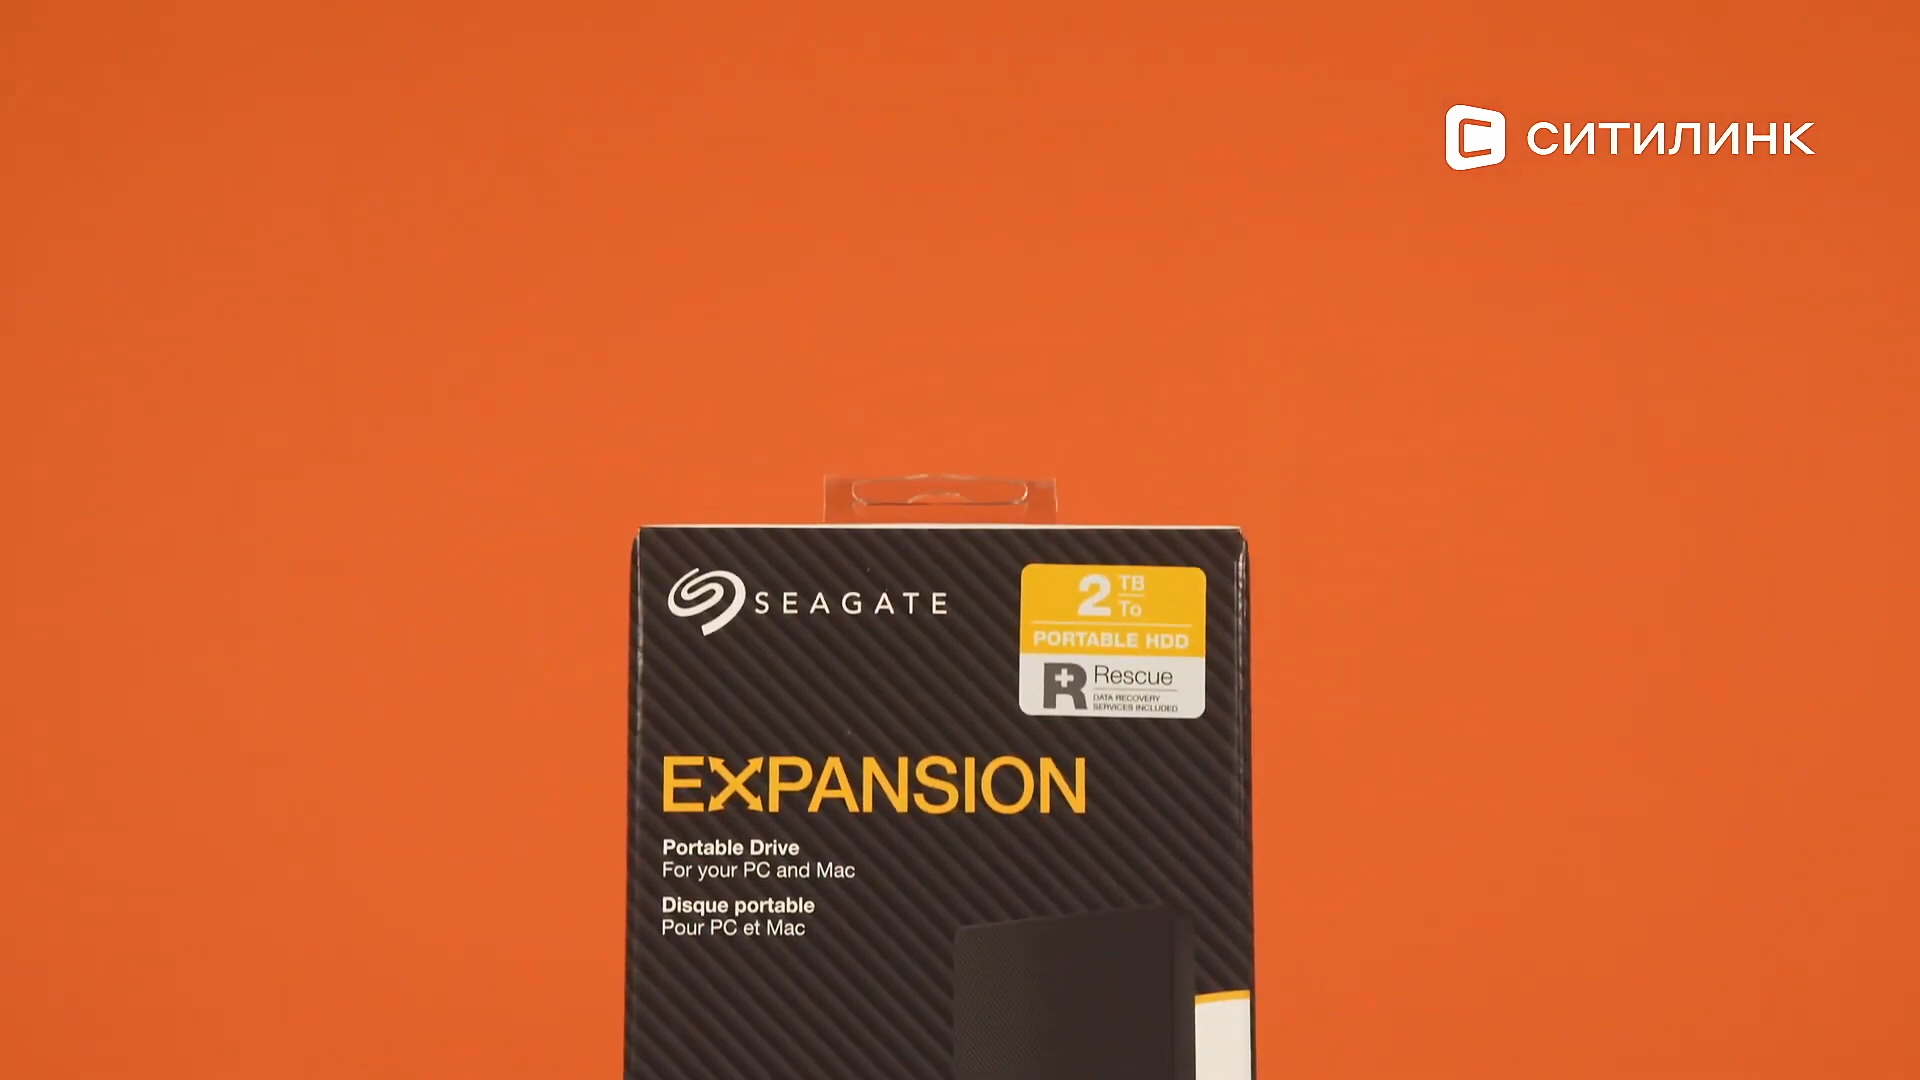 СИТИЛИНК
SEAGATE
2 TB
To
PORTABLE HDD
R Rescue
DATA RECOVERY
SERVICES INCLUDED
EXPANSION
Portable Drive
For your PC and Mac
Disque portable
Pour PC et Mac